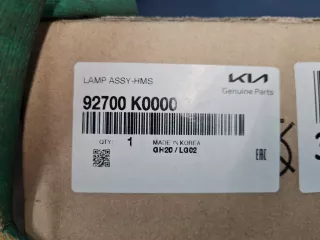 LAMP ASSY-HMS
KIA
Genuine Parts
92700 K0000
QTY: 1
MADE IN KOREA
GH20 / LG02
EAC